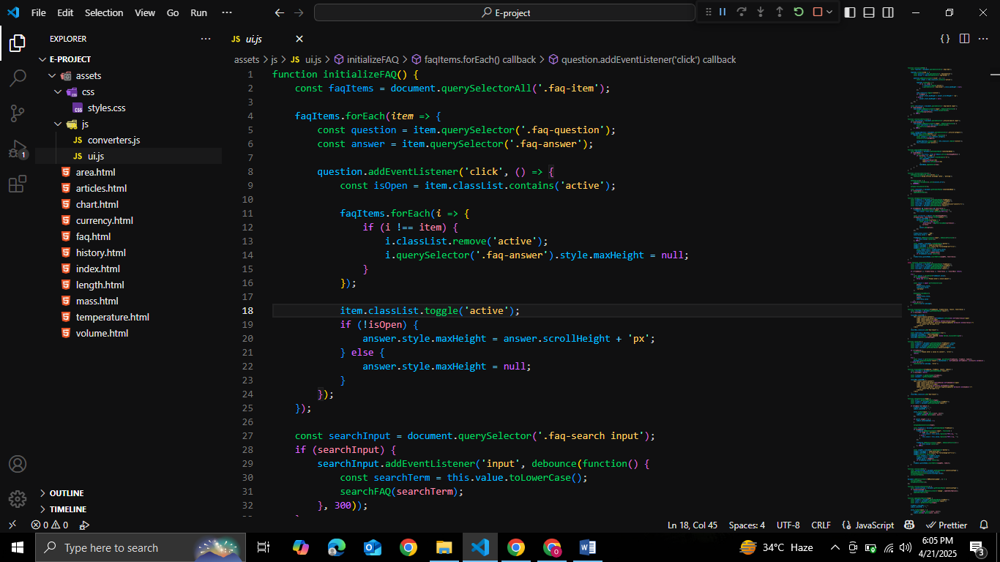 File Edit Selection View Go Run ··· E-project
EXPLORER ···
E-PROJECT
assets
css
styles.css
js
converters.js
ui.js
area.html
articles.html
chart.html
currency.html
faq.html
history.html
index.html
length.html
mass.html
temperature.html
volume.html
OUTLINE
TIMELINE
1
JS ui.js
assets > js > JS ui.js > initializeFAQ > faqItems.forEach() callback > question.addEventListener('click') callback
1 function initializeFAQ() {
2 const faqItems = document.querySelectorAll('.faq-item');
3
4 faqItems.forEach(item => {
5 const question = item.querySelector('.faq-question');
6 const answer = item.querySelector('.faq-answer');
7
8 question.addEventListener('click', () => {
9 const isOpen = item.classList.contains('active');
10
11 faqItems.forEach(i => {
12 if (i !== item) {
13 i.classList.remove('active');
14 i.querySelector('.faq-answer').style.maxHeight = null;
15 }
16 });
17
18 item.classList.toggle('active');
19 if (!isOpen) {
20 answer.style.maxHeight = answer.scrollHeight + 'px';
21 } else {
22 answer.style.maxHeight = null;
23 }
24 });
25 });
26
27 const searchInput = document.querySelector('.faq-search input');
28 if (searchInput) {
29 searchInput.addEventListener('input', debounce(function() {
30 const searchTerm = this.value.toLowerCase();
31 searchFAQ(searchTerm);
32 }, 300));
0 0 Ln 18, Col 45 Spaces: 4 UTF-8 CRLF {} JavaScript Prettier
Type here to search
34°C Haze
6:05 PM
4/21/2025
3